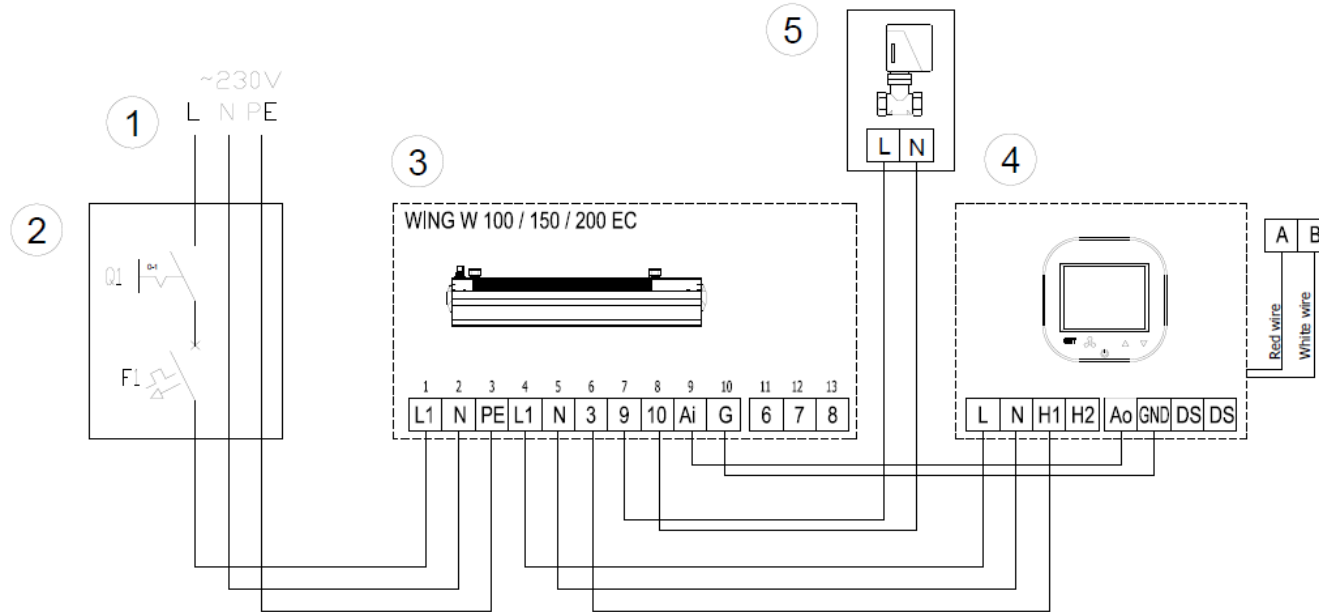 5
~230V
1
L N PE
L N
3
4
2
WING W 100 / 150 / 200 EC
A B
Q1
0-1
Red wire
White wire
F1
1 2 3 4 5 6 7 8 9 10 11 12 13
L1 N PE L1 N 3 9 10 Ai G 6 7 8
L N H1 H2 Ao GND DS DS